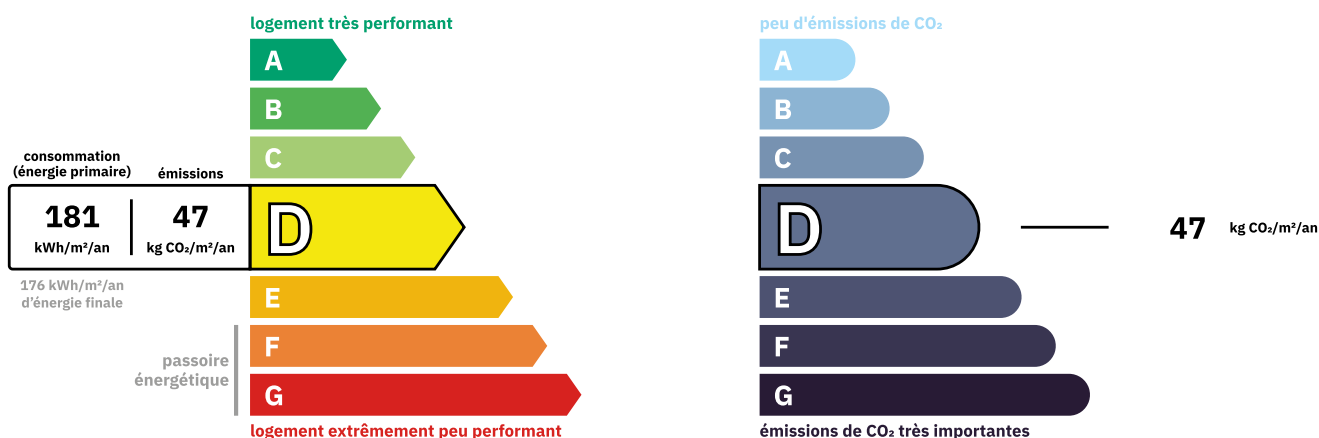 logement très performant
A
B
C
consommation
(énergie primaire)
émissions
181
kWh/m²/an
47
kg CO₂/m²/an
D
176 kWh/m²/an
d'énergie finale
E
F
passoire
énergétique
G
logement extrêmement peu performant
peu d'émissions de CO₂
A
B
C
D
47 kg CO₂/m²/an
E
F
G
émissions de CO₂ très importantes